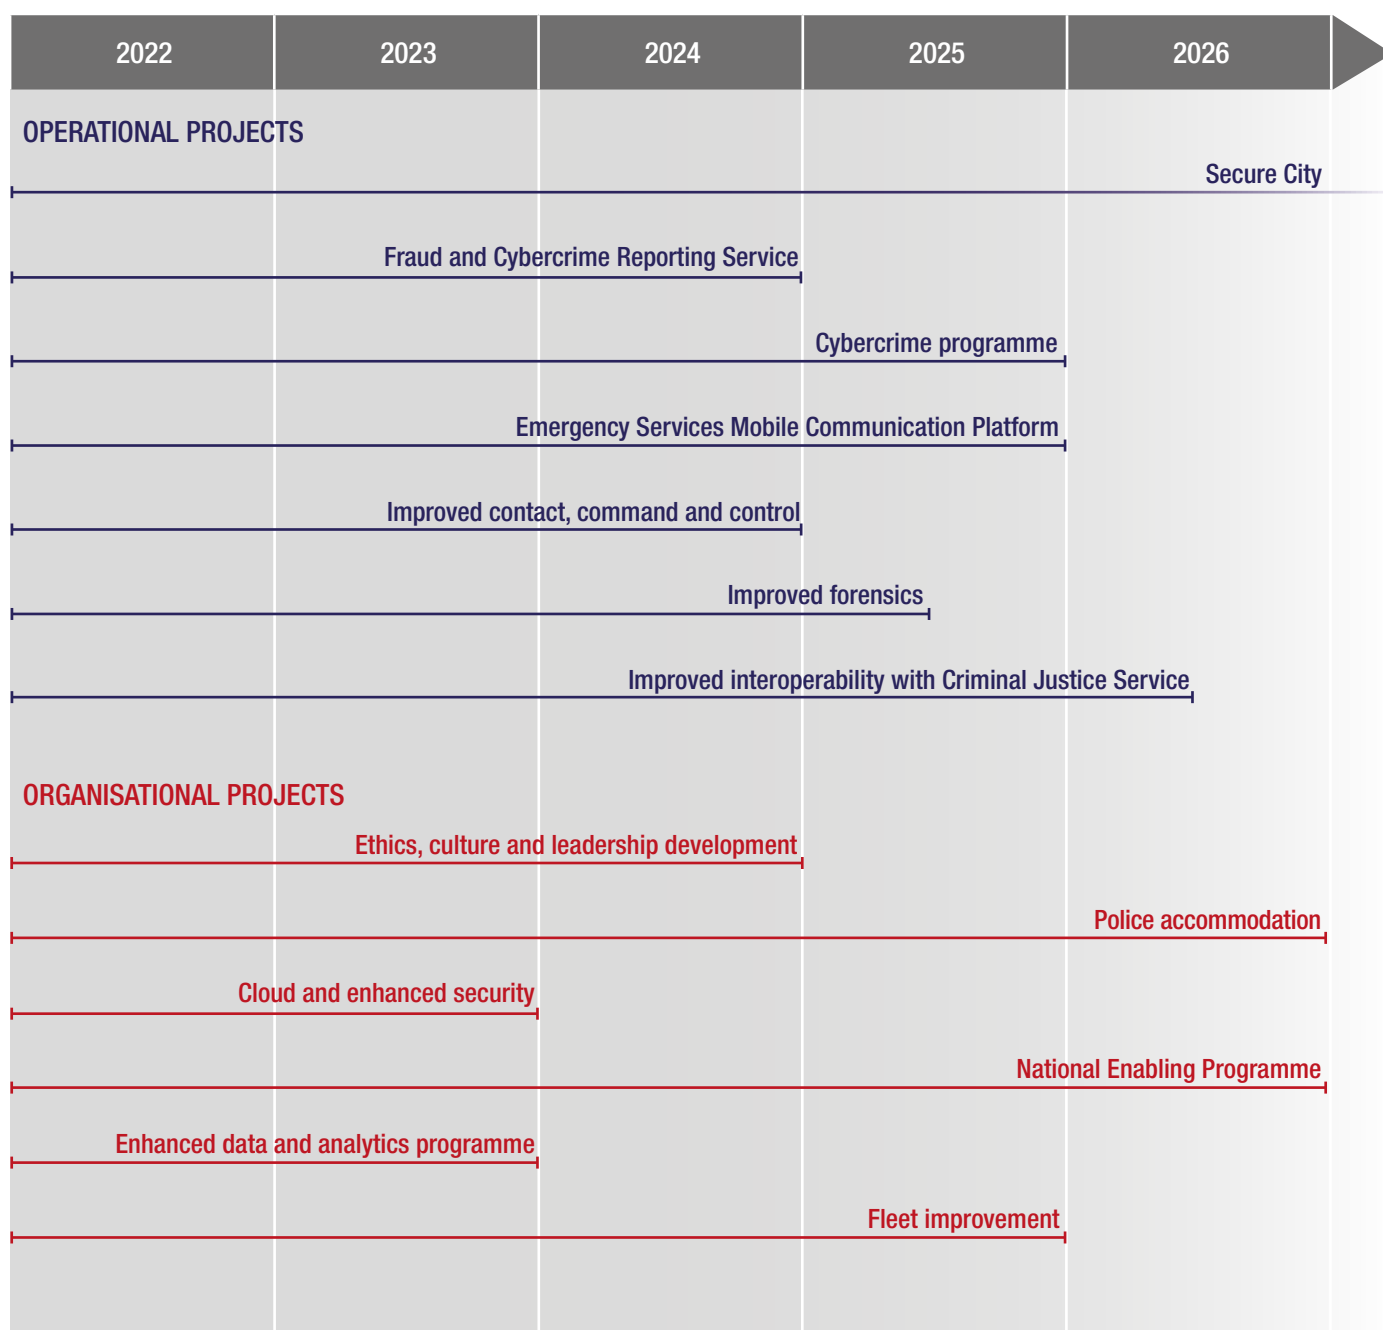 2022 2023 2024 2025 2026
OPERATIONAL PROJECTS
Secure City
Fraud and Cybercrime Reporting Service
Cybercrime programme
Emergency Services Mobile Communication Platform
Improved contact, command and control
Improved forensics
Improved interoperability with Criminal Justice Service
ORGANISATIONAL PROJECTS
Ethics, culture and leadership development
Police accommodation
Cloud and enhanced security
National Enabling Programme
Enhanced data and analytics programme
Fleet improvement